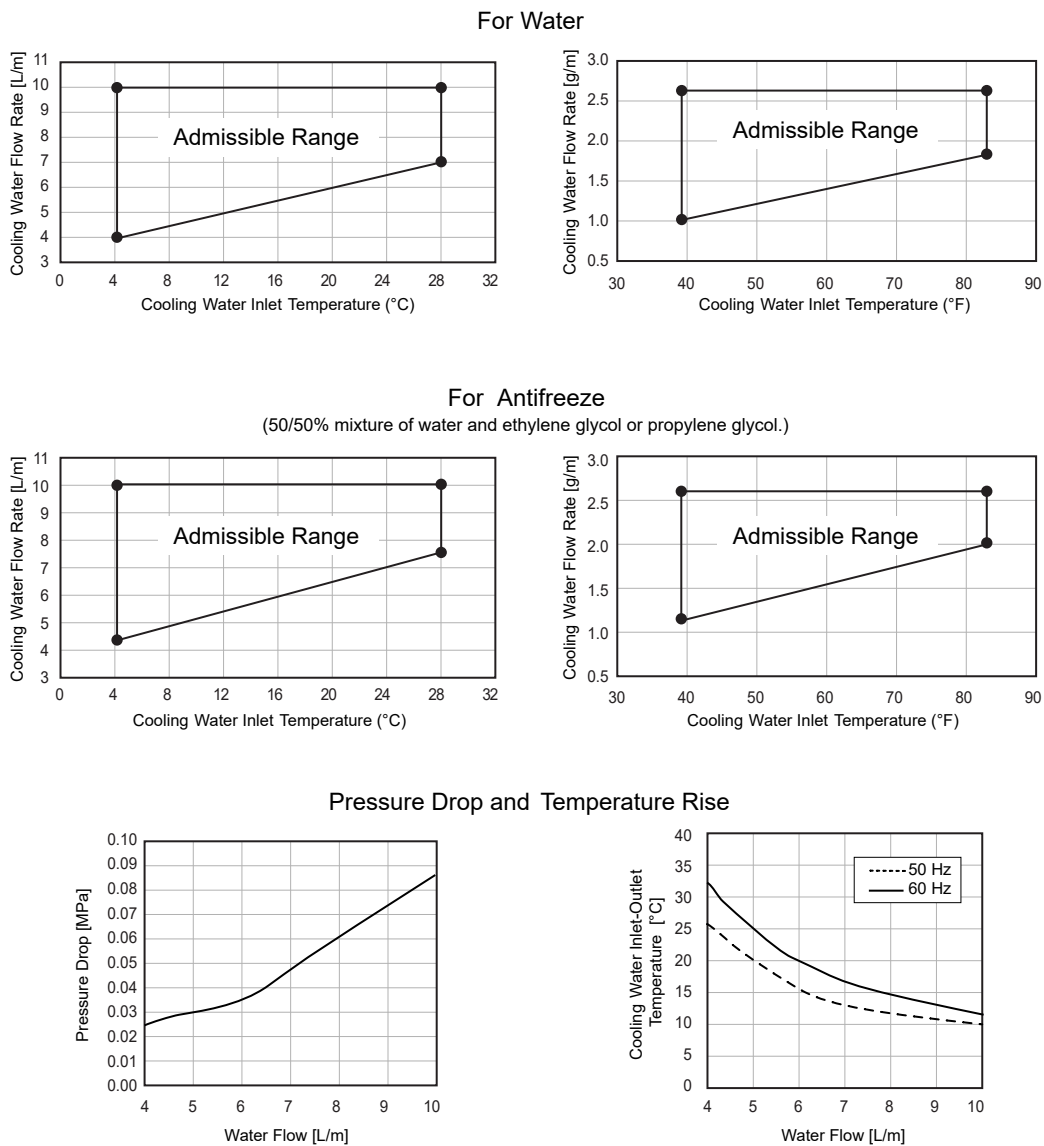 For Water
Cooling Water Flow Rate [L/m]
11
10
9
8
7
6
5
4
3
Admissible Range
0 4 8 12 16 20 24 28 32
Cooling Water Inlet Temperature (°C)
Cooling Water Flow Rate [g/m]
3.0
2.5
2.0
1.5
1.0
0.5
Admissible Range
30 40 50 60 70 80 90
Cooling Water Inlet Temperature (°F)
For Antifreeze
(50/50% mixture of water and ethylene glycol or propylene glycol.)
Cooling Water Flow Rate [L/m]
11
10
9
8
7
6
5
4
3
Admissible Range
0 4 8 12 16 20 24 28 32
Cooling Water Inlet Temperature (°C)
Cooling Water Flow Rate [g/m]
3.0
2.5
2.0
1.5
1.0
0.5
Admissible Range
30 40 50 60 70 80 90
Cooling Water Inlet Temperature (°F)
Pressure Drop and Temperature Rise
Pressure Drop [MPa]
0.10
0.09
0.08
0.07
0.06
0.05
0.04
0.03
0.02
0.01
0.00
4 5 6 7 8 9 10
Water Flow [L/m]
Cooling Water Inlet-Outlet
Temperature [°C]
40
35
30
25
20
15
10
5
0
50 Hz
60 Hz
4 5 6 7 8 9 10
Water Flow [L/m]